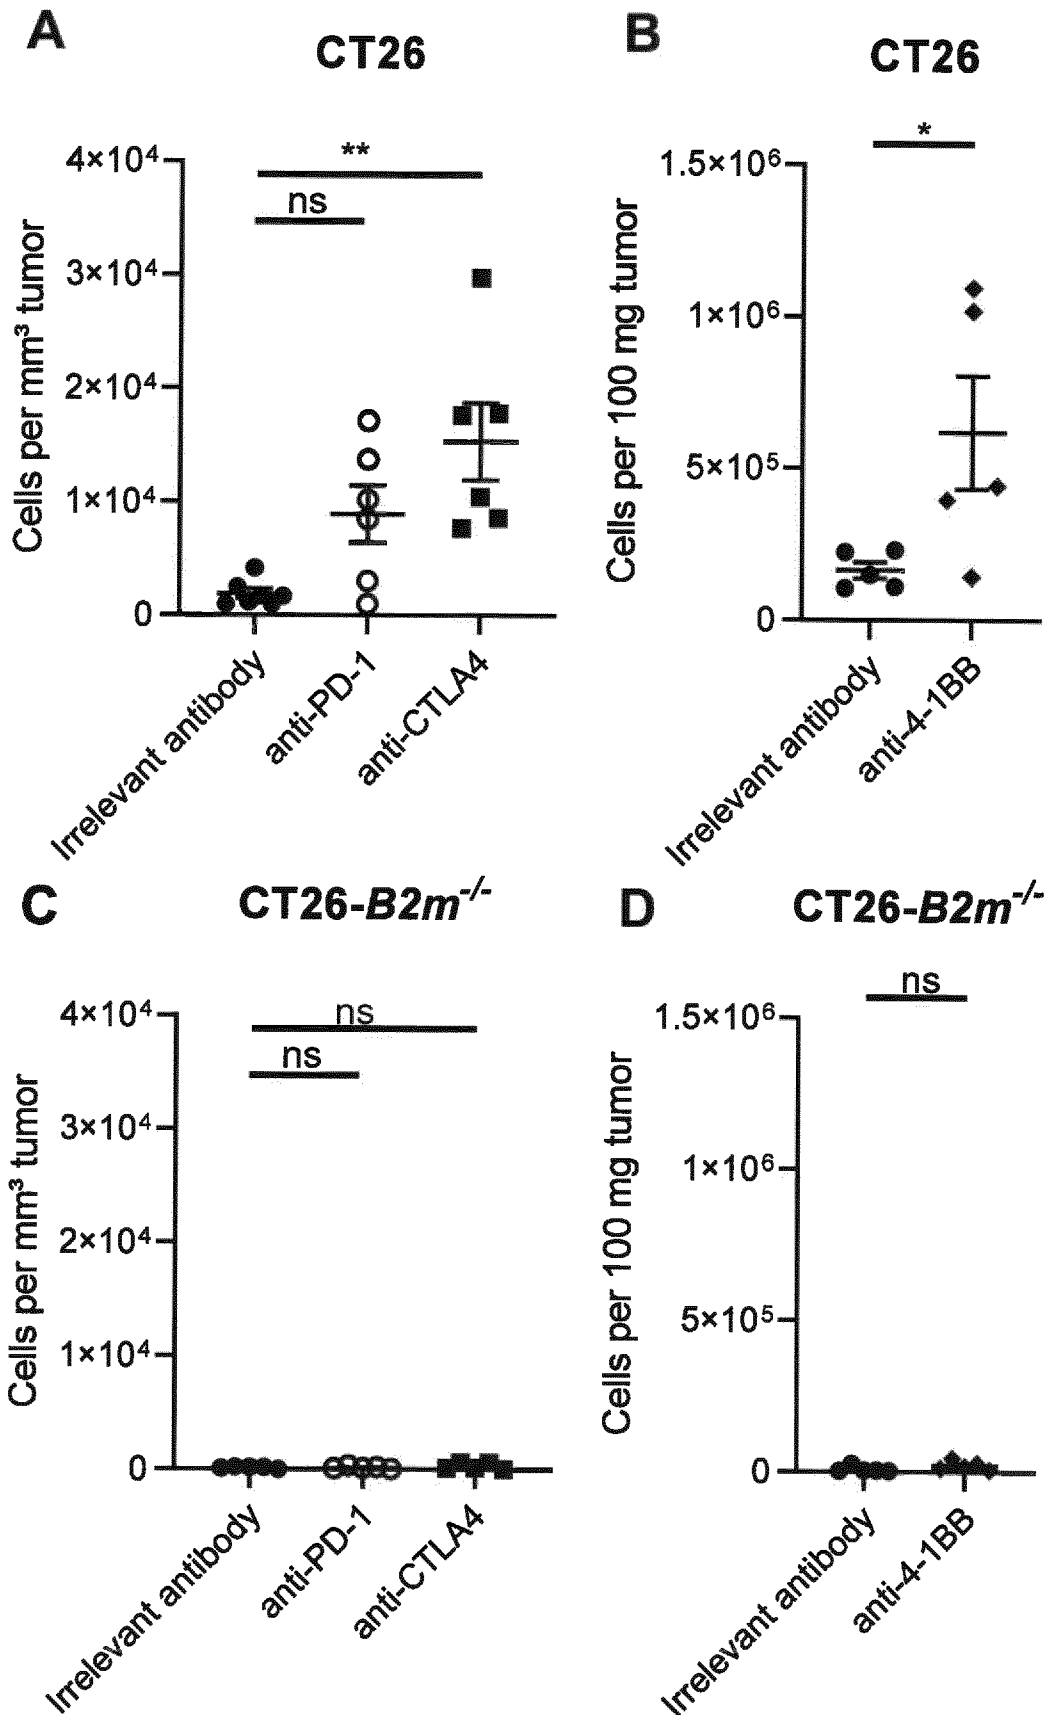 A
CT26
Cells per mm³ tumor
4×10⁴
3×10⁴
2×10⁴
1×10⁴
0
**
ns
Irrelevant antibody
anti-PD-1
anti-CTLA4
B
CT26
Cells per 100 mg tumor
1.5×10⁶
1×10⁶
5×10⁵
0
*
Irrelevant antibody
anti-4-1BB
C
CT26-B2m⁻/⁻
Cells per mm³ tumor
4×10⁴
3×10⁴
2×10⁴
1×10⁴
0
ns
ns
Irrelevant antibody
anti-PD-1
anti-CTLA4
D
CT26-B2m⁻/⁻
Cells per 100 mg tumor
1.5×10⁶
1×10⁶
5×10⁵
0
ns
Irrelevant antibody
anti-4-1BB